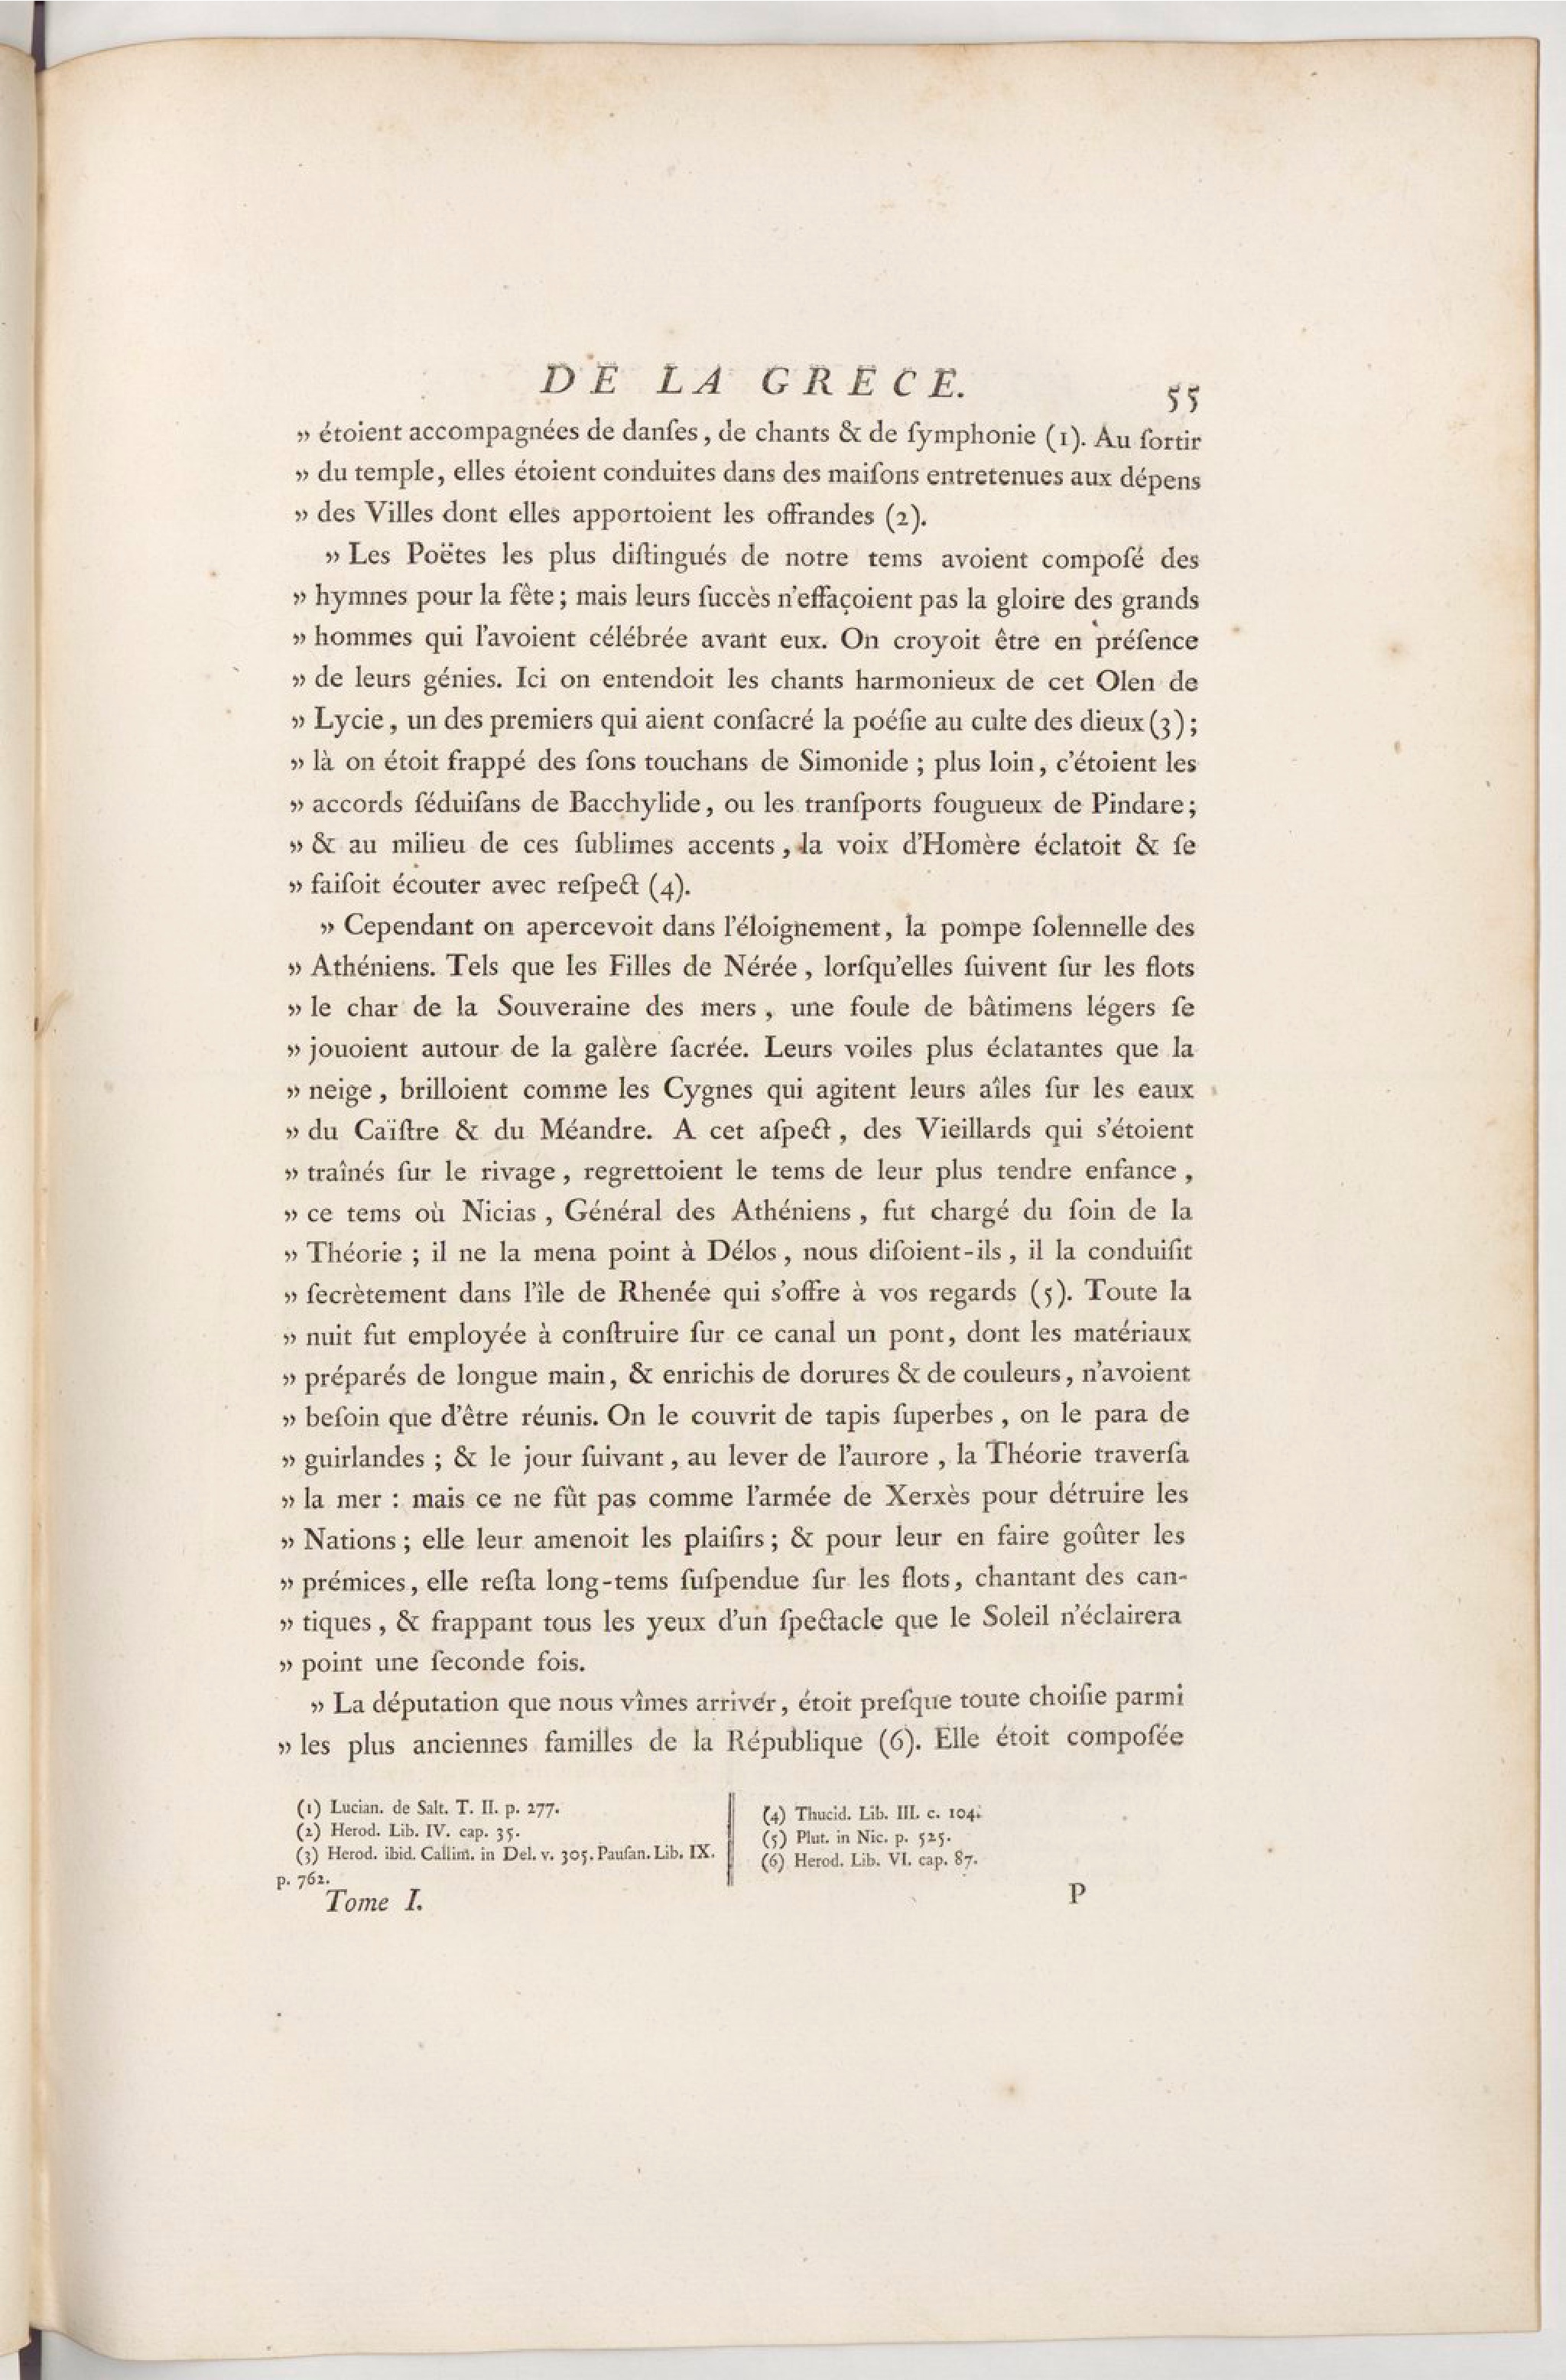 DE LA GRECE.
55
» étoient accompagnées de danſes, de chants & de ſymphonie (1). Au ſortir
» du temple, elles étoient conduites dans des maiſons entretenues aux dépens
» des Villes dont elles apportoient les offrandes (2).
» Les Poëtes les plus diſtingués de notre tems avoient compoſé des
» hymnes pour la fête ; mais leurs ſuccès n'effaçoient pas la gloire des grands
» hommes qui l'avoient célébrée avant eux. On croyoit être en préſence
» de leurs génies. Ici on entendoit les chants harmonieux de cet Olen de
» Lycie, un des premiers qui aient conſacré la poéſie au culte des dieux (3) ;
» là on étoit frappé des ſons touchans de Simonide ; plus loin, c'étoient les
» accords ſéduiſans de Bacchylide, ou les tranſports fougueux de Pindare ;
» & au milieu de ces ſublimes accents, la voix d'Homère éclatoit & ſe
» faiſoit écouter avec reſpect (4).
» Cependant on apercevoit dans l'éloignement, la pompe ſolennelle des
» Athéniens. Tels que les Filles de Nérée, lorſqu'elles ſuivent ſur les flots
» le char de la Souveraine des mers, une foule de bâtimens légers ſe
» jouoient autour de la galère ſacrée. Leurs voiles plus éclatantes que la
» neige, brilloient comme les Cygnes qui agitent leurs aîles ſur les eaux
» du Caïſtre & du Méandre. A cet aſpect, des Vieillards qui s'étoient
» traînés ſur le rivage, regrettoient le tems de leur plus tendre enfance,
» ce tems où Nicias, Général des Athéniens, fut chargé du ſoin de la
» Théorie ; il ne la mena point à Délos, nous diſoient-ils, il la conduiſit
» ſecrètement dans l'île de Rhenée qui s'offre à vos regards (5). Toute la
» nuit fut employée à conſtruire ſur ce canal un pont, dont les matériaux
» préparés de longue main, & enrichis de dorures & de couleurs, n'avoient
» beſoin que d'être réunis. On le couvrit de tapis ſuperbes, on le para de
» guirlandes ; & le jour ſuivant, au lever de l'aurore, la Théorie traverſa
» la mer : mais ce ne fût pas comme l'armée de Xerxès pour détruire les
» Nations ; elle leur amenoit les plaiſirs ; & pour leur en faire goûter les
» prémices, elle reſta long-tems ſuſpendue ſur les flots, chantant des can-
» tiques, & frappant tous les yeux d'un ſpectacle que le Soleil n'éclairera
» point une ſeconde fois.
» La députation que nous vîmes arriver, étoit preſque toute choiſie parmi
» les plus anciennes familles de la République (6). Elle étoit compoſée
(1) Lucian. de Salt. T. II. p. 277.
(2) Herod. Lib. IV. cap. 35.
(3) Herod. ibid. Callim. in Del. v. 305. Pauſan. Lib. IX.
p. 762.
(4) Thucid. Lib. III. c. 104.
(5) Plut. in Nic. p. 525.
(6) Herod. Lib. VI. cap. 87.
Tome I.
P